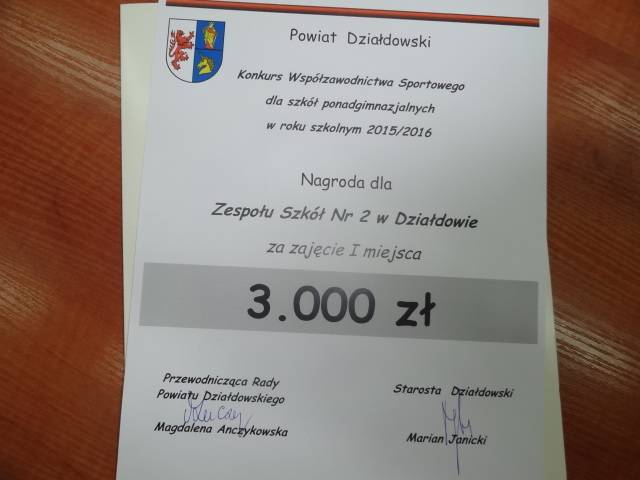 Powiat Działdowski
Konkurs Współzawodnictwa Sportowego
dla szkół ponadgimnazjalnych
w roku szkolnym 2015/2016
Nagroda dla
Zespołu Szkół Nr 2 w Działdowie
za zajęcie I miejsca
3.000 zł
Przewodnicząca Rady
Powiatu Działdowskiego
Magdalena Anczykowska
Starosta Działdowski
Marian Janicki